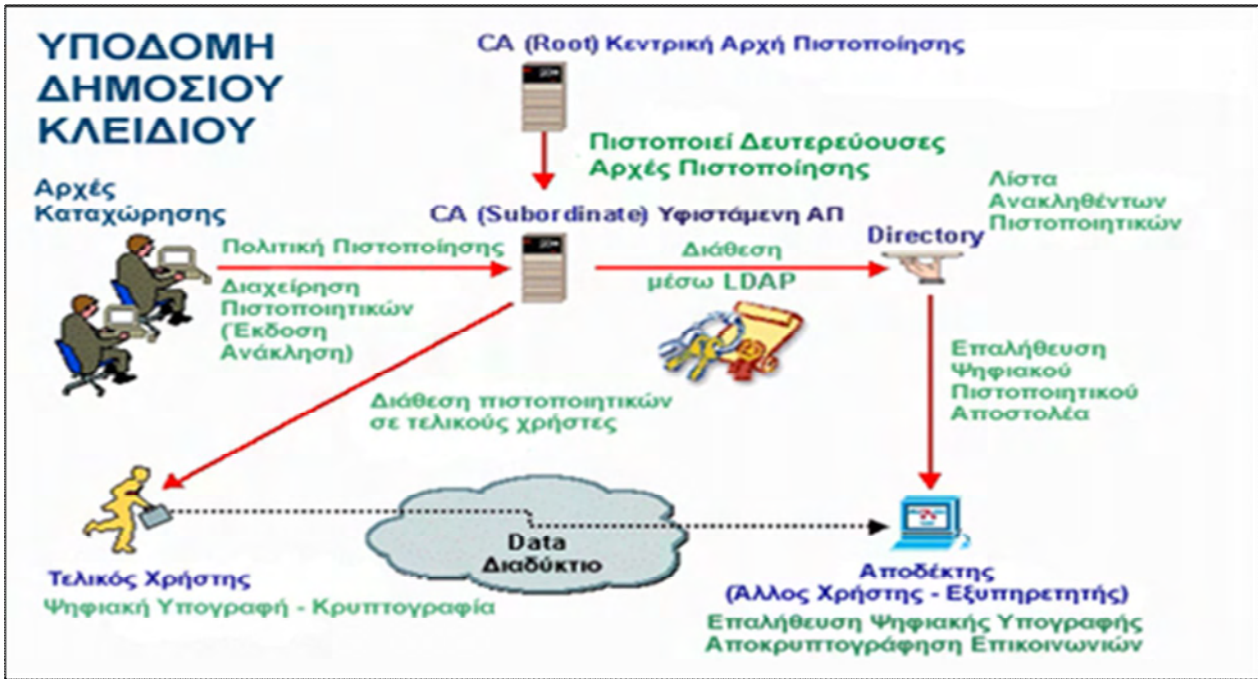 ΥΠΟΔΟΜΗ
ΔΗΜΟΣΙΟΥ
ΚΛΕΙΔΙΟΥ
CA (Root) Κεντρική Αρχή Πιστοποίησης
Πιστοποιεί Δευτερεύουσες
Αρχές Πιστοποίησης
Αρχές
Καταχώρησης
CA (Subordinate) Υφιστάμενη ΑΠ
Λίστα
Ανακληθέντων
Πιστοποιητικών
Directory
Πολιτική Πιστοποίησης
Διαχείρηση
Πιστοποιητικών
(Έκδοση
Ανάκληση)
Διάθεση
μέσω LDAP
Επαλήθευση
Ψηφιακού
Πιστοποιητικού
Αποστολέα
Διάθεση πιστοποιητικών
σε τελικούς χρήστες
Data
Διαδύκτιο
Τελικός Χρήστης
Ψηφιακή Υπογραφή - Κρυπτογραφία
Αποδέκτης
(Άλλος Χρήστης - Εξυπηρετητής)
Επαλήθευση Ψηφιακής Υπογραφής
Αποκρυπτογράφηση Επικοινωνιών